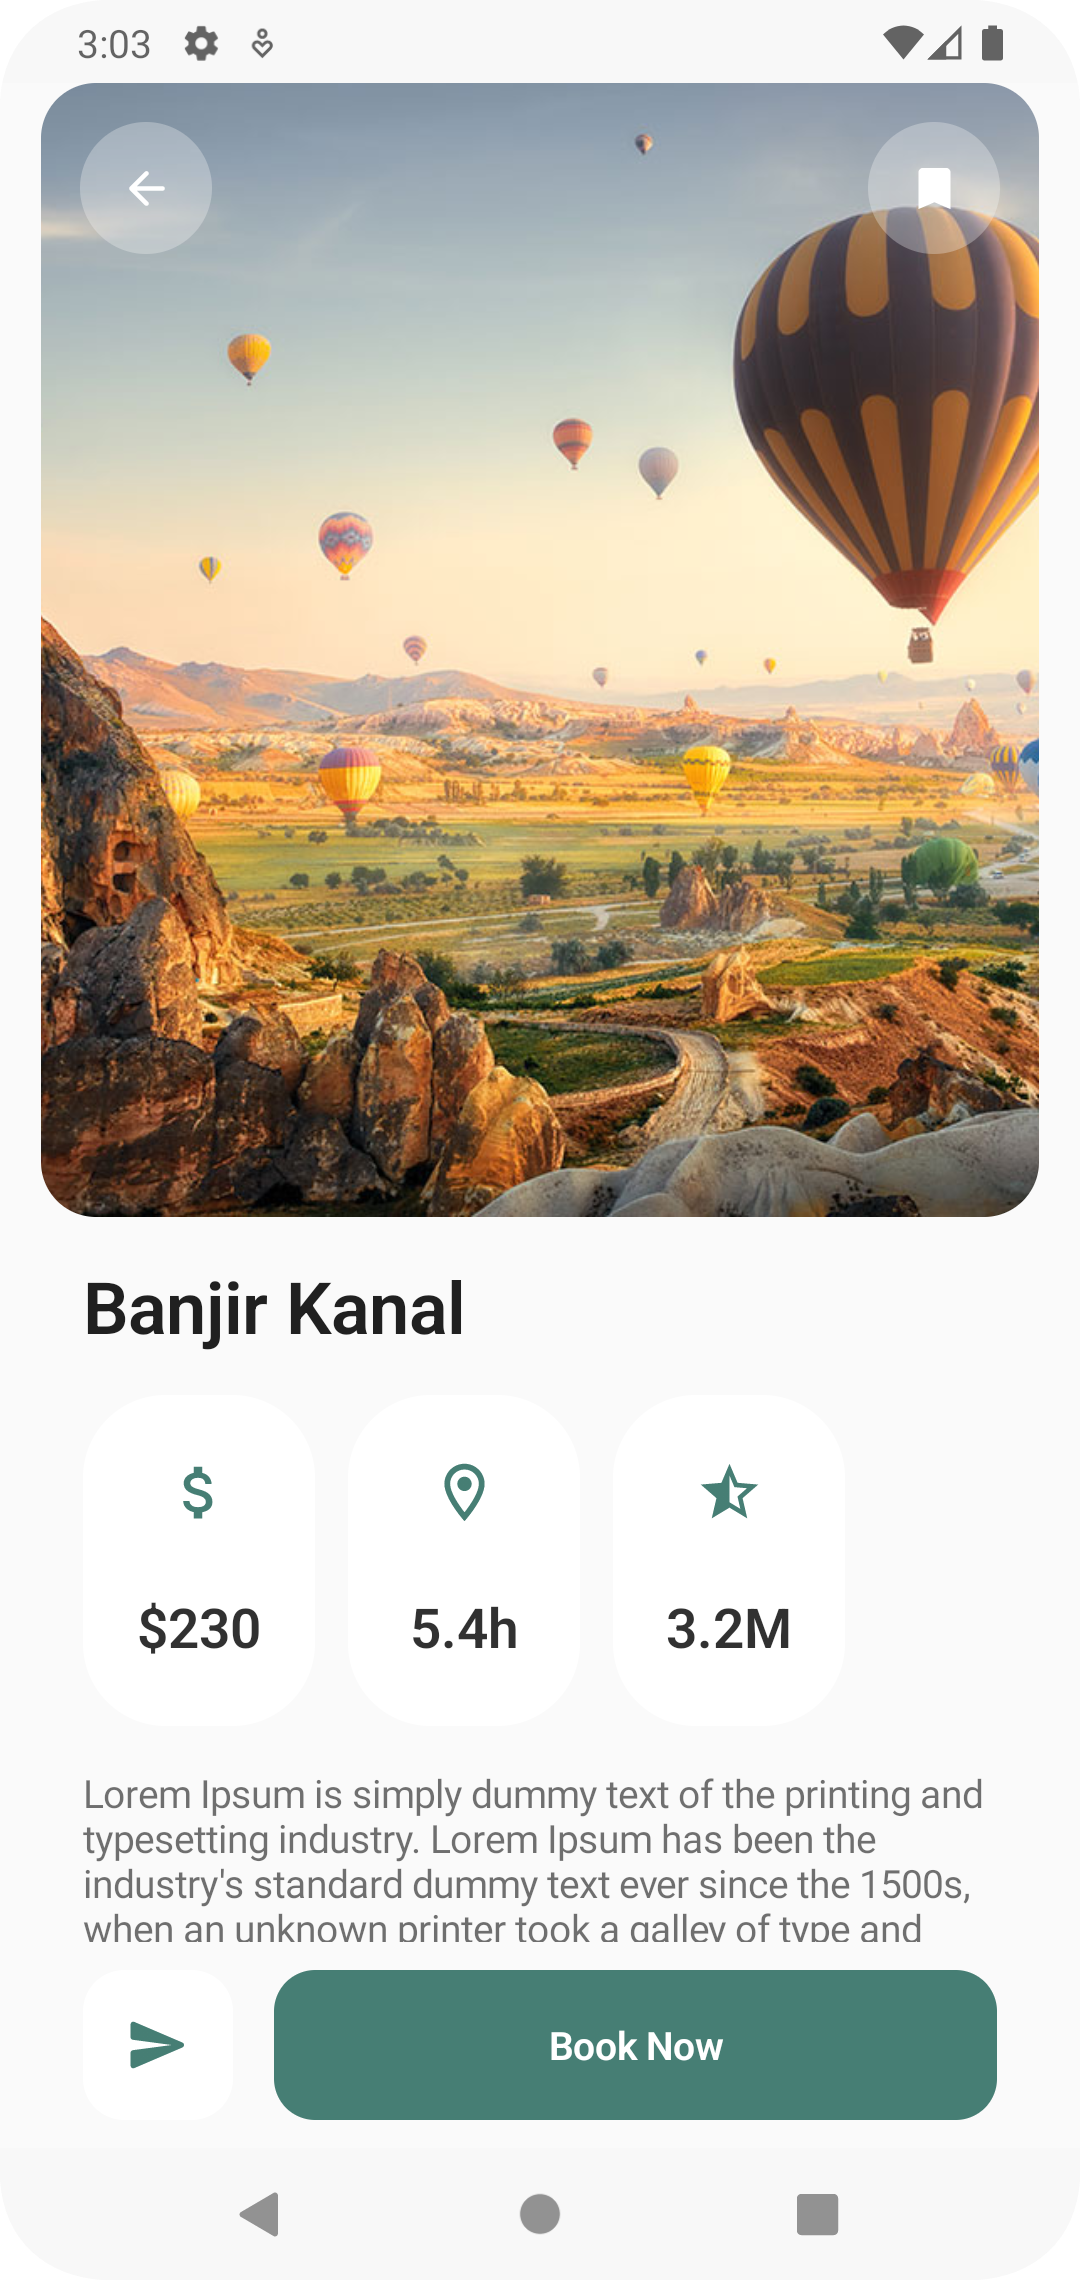 3:03
Banjir Kanal
$230
5.4h
3.2M
Lorem Ipsum is simply dummy text of the printing and
typesetting industry. Lorem Ipsum has been the
industry's standard dummy text ever since the 1500s,
when an unknown printer took a galley of type and
Book Now